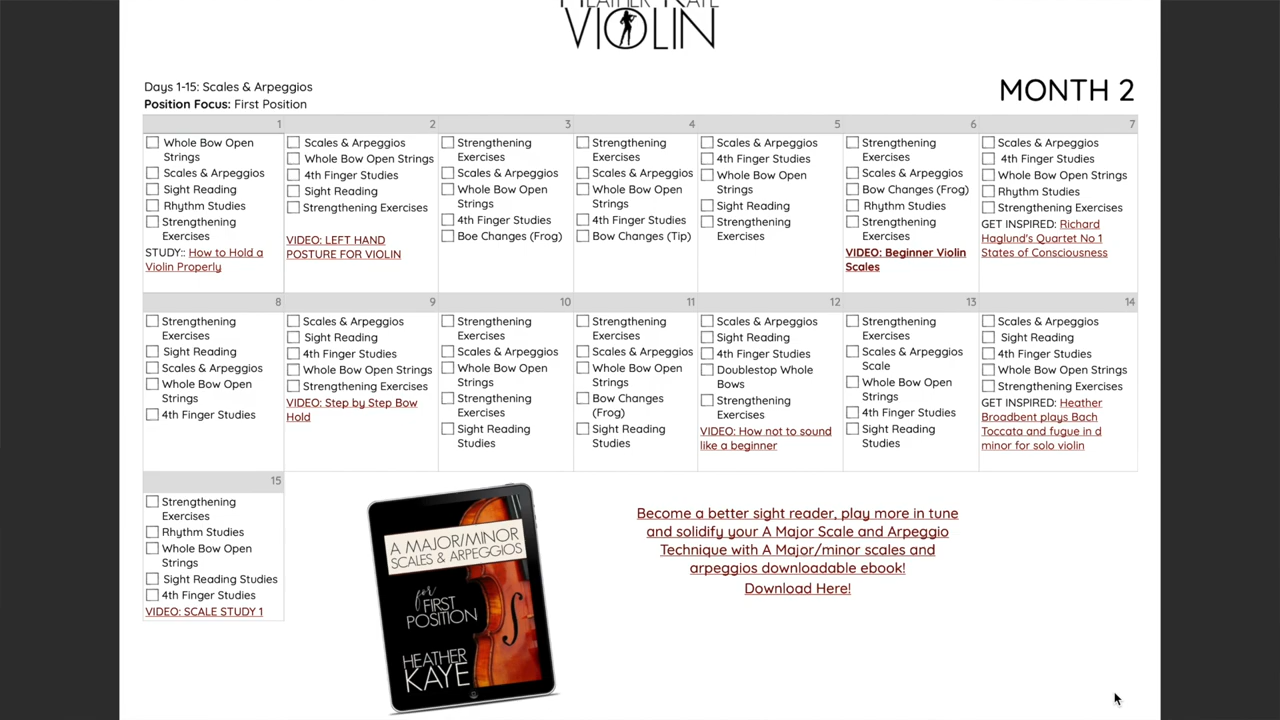 HEATHER KAYE
VIOLIN
Days 1-15: Scales & Arpeggios
Position Focus: First Position
MONTH 2
1
Whole Bow Open
Strings
Scales & Arpeggios
Sight Reading
Rhythm Studies
Strengthening
Exercises
STUDY:: How to Hold a
Violin Properly
2
Scales & Arpeggios
Whole Bow Open Strings
4th Finger Studies
Sight Reading
Strengthening Exercises
VIDEO: LEFT HAND
POSTURE FOR VIOLIN
3
Strengthening
Exercises
Scales & Arpeggios
Whole Bow Open
Strings
4th Finger Studies
Boe Changes (Frog)
4
Strengthening
Exercises
Scales & Arpeggios
Whole Bow Open
Strings
4th Finger Studies
Bow Changes (Tip)
5
Scales & Arpeggios
4th Finger Studies
Whole Bow Open
Strings
Sight Reading
Strengthening
Exercises
6
Strengthening
Exercises
Scales & Arpeggios
Bow Changes (Frog)
Rhythm Studies
Strengthening
Exercises
VIDEO: Beginner Violin
Scales
7
Scales & Arpeggios
4th Finger Studies
Whole Bow Open Strings
Rhythm Studies
Strengthening Exercises
GET INSPIRED: Richard
Haglund's Quartet No 1
States of Consciousness
8
Strengthening
Exercises
Sight Reading
Scales & Arpeggios
Whole Bow Open
Strings
4th Finger Studies
9
Scales & Arpeggios
Sight Reading
4th Finger Studies
Whole Bow Open Strings
Strengthening Exercises
VIDEO: Step by Step Bow
Hold
10
Strengthening
Exercises
Scales & Arpeggios
Whole Bow Open
Strings
Strengthening
Exercises
Sight Reading
Studies
11
Strengthening
Exercises
Scales & Arpeggios
Whole Bow Open
Strings
Bow Changes
(Frog)
Sight Reading
Studies
12
Scales & Arpeggios
Sight Reading
4th Finger Studies
Doublestop Whole
Bows
Strengthening
Exercises
VIDEO: How not to sound
like a beginner
13
Strengthening
Exercises
Scales & Arpeggios
Scale
Whole Bow Open
Strings
4th Finger Studies
Sight Reading
Studies
14
Scales & Arpeggios
Sight Reading
4th Finger Studies
Whole Bow Open Strings
Strengthening Exercises
GET INSPIRED: Heather
Broadbent plays Bach
Toccata and fugue in d
minor for solo violin
15
Strengthening
Exercises
Rhythm Studies
Whole Bow Open
Strings
Sight Reading Studies
4th Finger Studies
VIDEO: SCALE STUDY 1
A MAJOR/MINOR
SCALES & ARPEGGIOS
for
FIRST
POSITION
HEATHER
KAYE
Become a better sight reader, play more in tune
and solidify your A Major Scale and Arpeggio
Technique with A Major/minor scales and
arpeggios downloadable ebook!
Download Here!